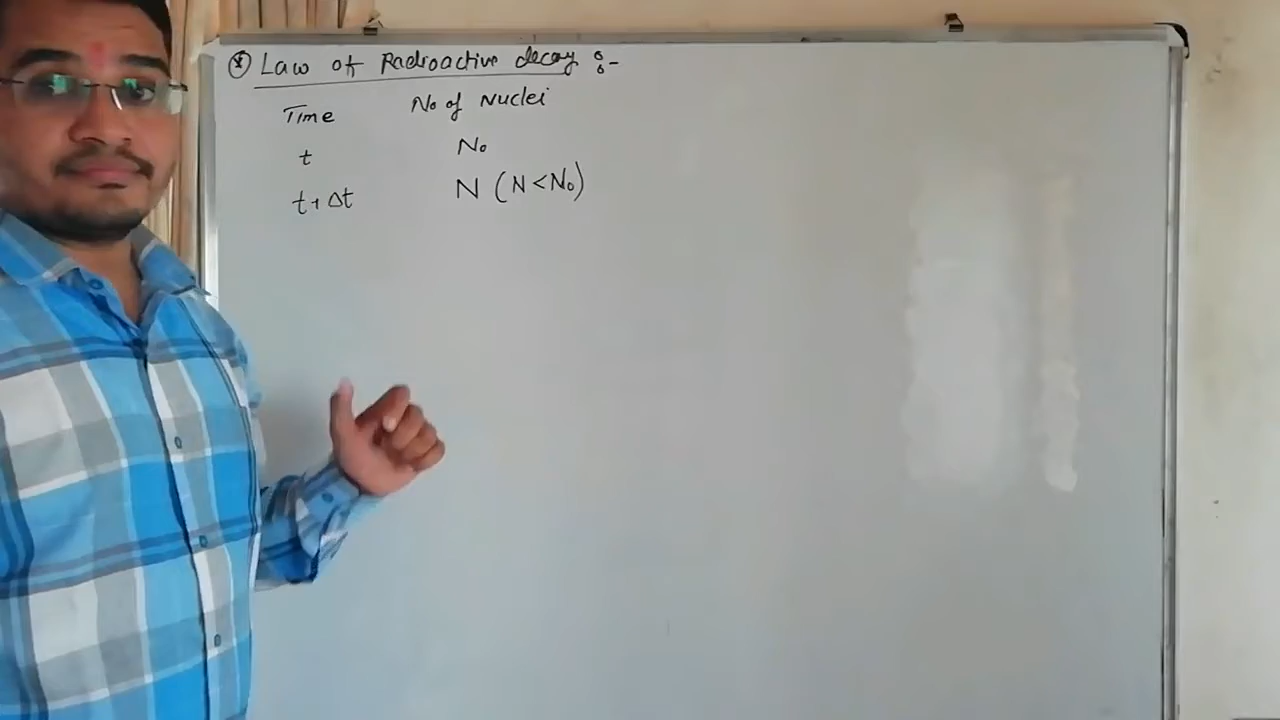 * Law of Radioactive decay :-
Time No of Nuclei
t N₀
t+Δt N (N<N₀)